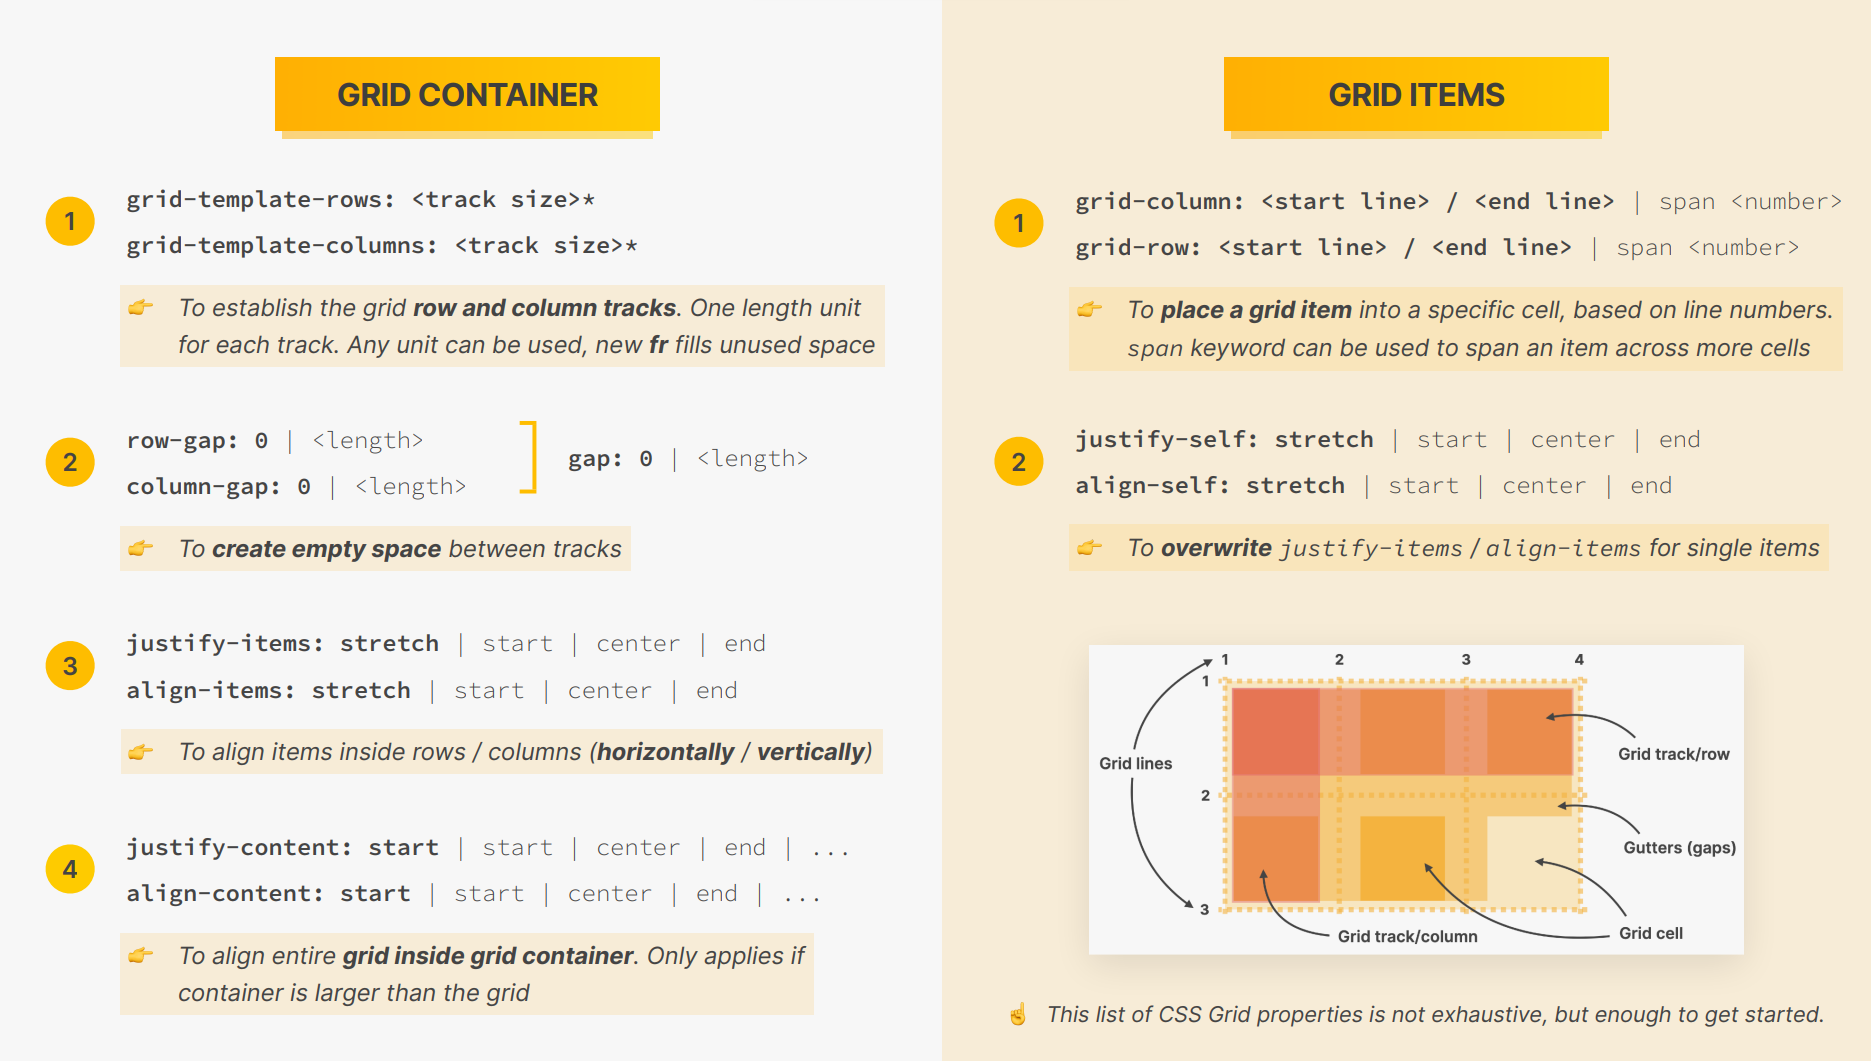 GRID CONTAINER
1
grid-template-rows: <track size>*
grid-template-columns: <track size>*
👉 To establish the grid row and column tracks. One length unit
for each track. Any unit can be used, new fr fills unused space
2
row-gap: 0 | <length>
column-gap: 0 | <length>
gap: 0 | <length>
👉 To create empty space between tracks
3
justify-items: stretch | start | center | end
align-items: stretch | start | center | end
👉 To align items inside rows / columns (horizontally / vertically)
4
justify-content: start | start | center | end | ...
align-content: start | start | center | end | ...
👉 To align entire grid inside grid container. Only applies if
container is larger than the grid
GRID ITEMS
1
grid-column: <start line> / <end line> | span <number>
grid-row: <start line> / <end line> | span <number>
👉 To place a grid item into a specific cell, based on line numbers.
span keyword can be used to span an item across more cells
2
justify-self: stretch | start | center | end
align-self: stretch | start | center | end
👉 To overwrite justify-items / align-items for single items
1 2 3 4
1
Grid track/row
Grid lines
2
Gutters (gaps)
3
Grid track/column
Grid cell
☝ This list of CSS Grid properties is not exhaustive, but enough to get started.